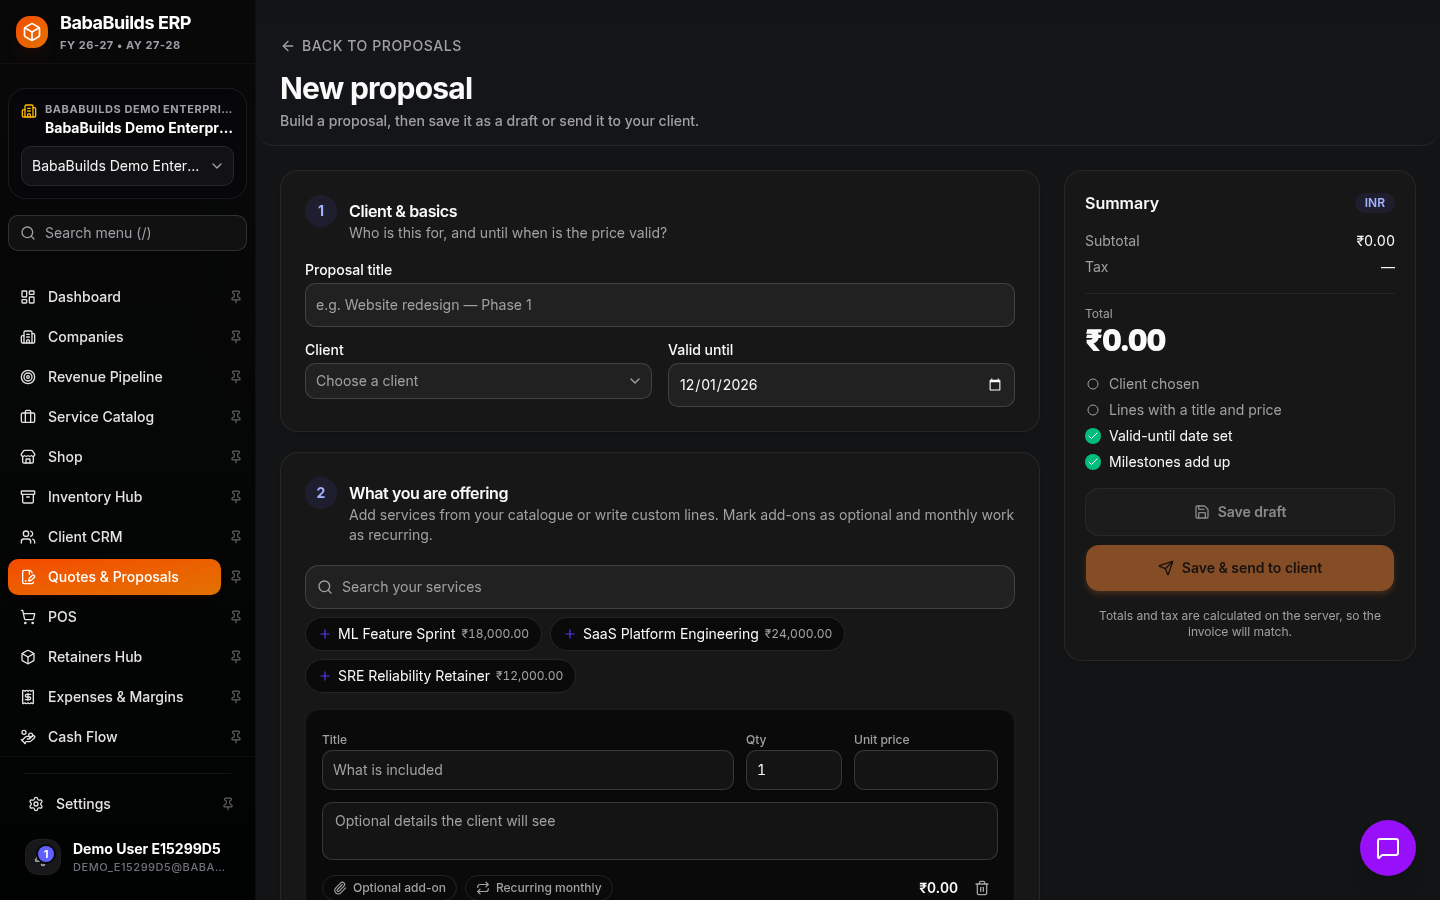 BabaBuilds ERP
FY 26-27 • AY 27-28
BABABUILDS DEMO ENTERPRI...
BabaBuilds Demo Enterpr...
BabaBuilds Demo Enter...
Search menu (/)
Dashboard
Companies
Revenue Pipeline
Service Catalog
Shop
Inventory Hub
Client CRM
Quotes & Proposals
POS
Retainers Hub
Expenses & Margins
Cash Flow
Settings
1
Demo User E15299D5
DEMO_E15299D5@BABA...
BACK TO PROPOSALS
New proposal
Build a proposal, then save it as a draft or send it to your client.
1
Client & basics
Who is this for, and until when is the price valid?
Proposal title
e.g. Website redesign — Phase 1
Client
Valid until
Choose a client
12/01/2026
2
What you are offering
Add services from your catalogue or write custom lines. Mark add-ons as optional and monthly work
as recurring.
Search your services
ML Feature Sprint ₹18,000.00
SaaS Platform Engineering ₹24,000.00
SRE Reliability Retainer ₹12,000.00
Title
Qty
Unit price
What is included
1
Optional details the client will see
Optional add-on
Recurring monthly
₹0.00
Summary
INR
Subtotal
₹0.00
Tax
—
Total
₹0.00
Client chosen
Lines with a title and price
Valid-until date set
Milestones add up
Save draft
Save & send to client
Totals and tax are calculated on the server, so the
invoice will match.